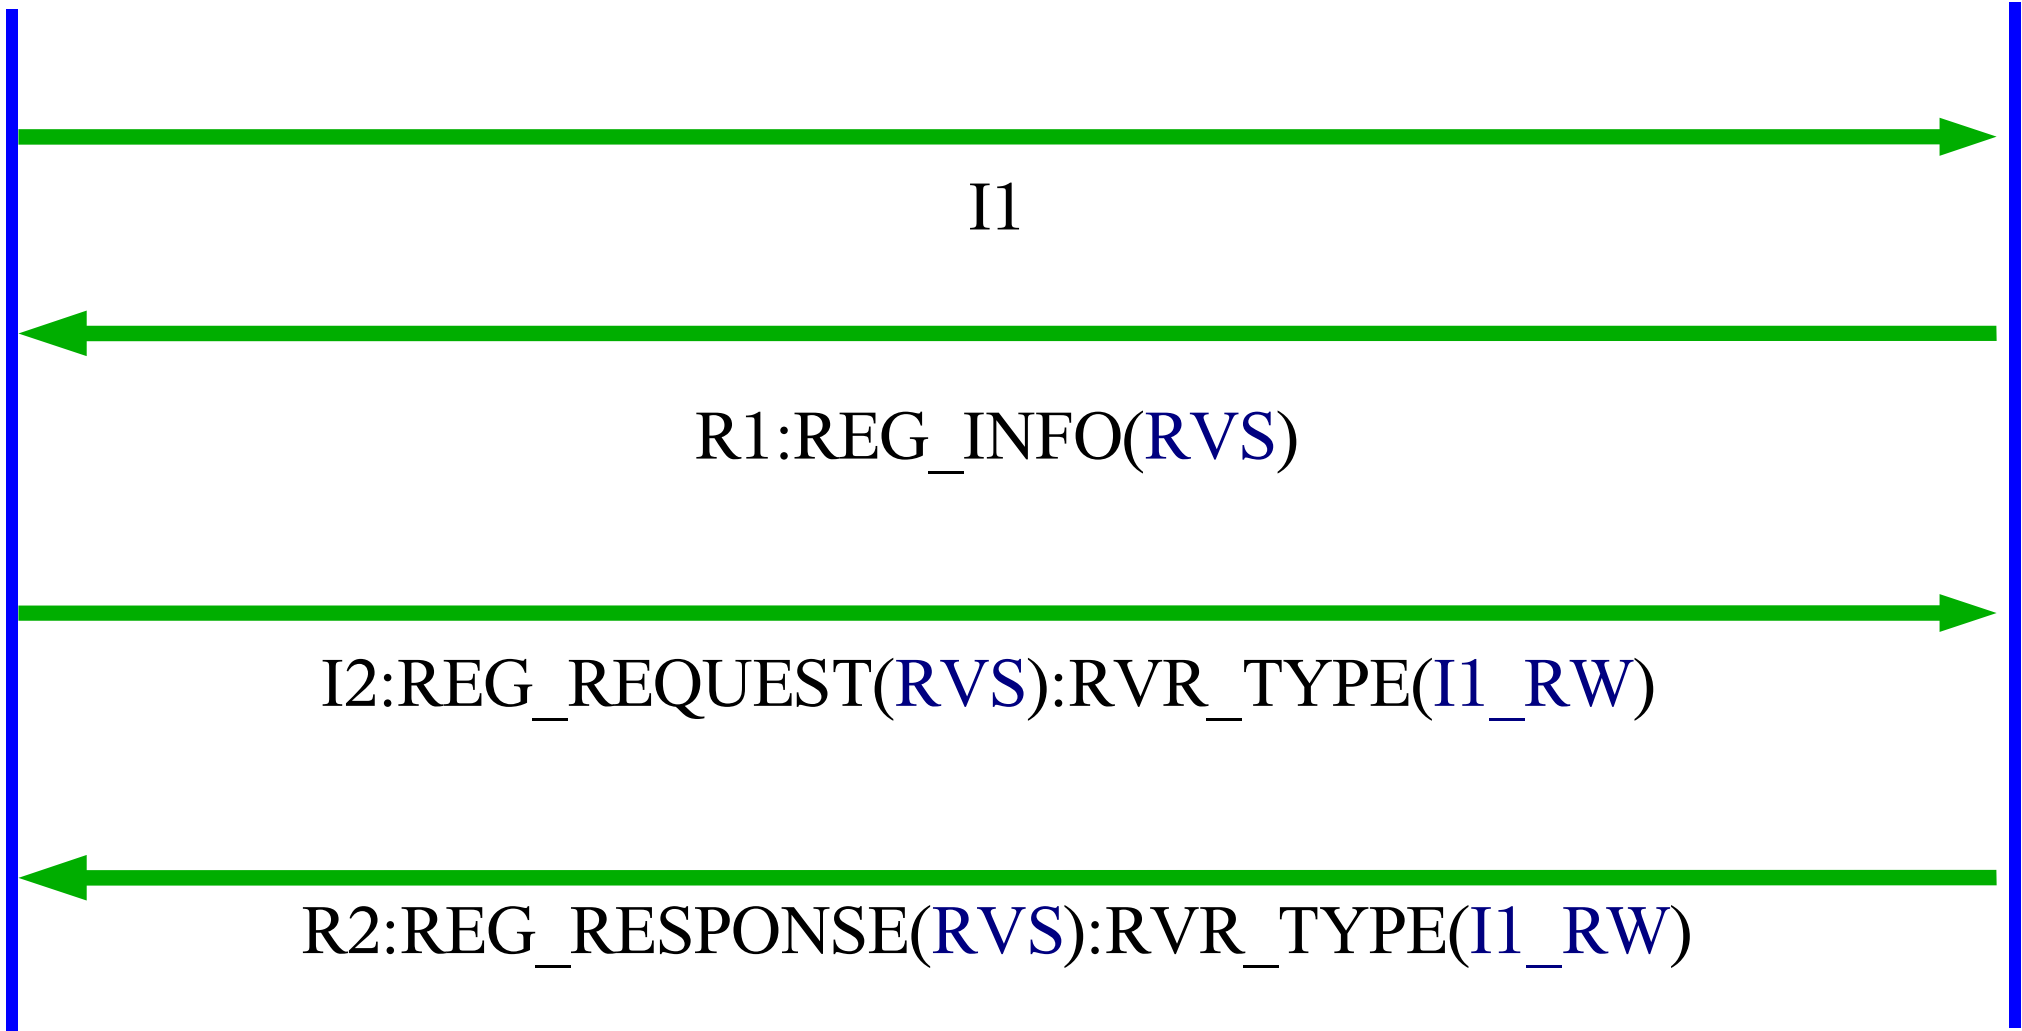 I1
R1:REG_INFO(RVS)
I2:REG_REQUEST(RVS):RVR_TYPE(I1_RW)
R2:REG_RESPONSE(RVS):RVR_TYPE(I1_RW)